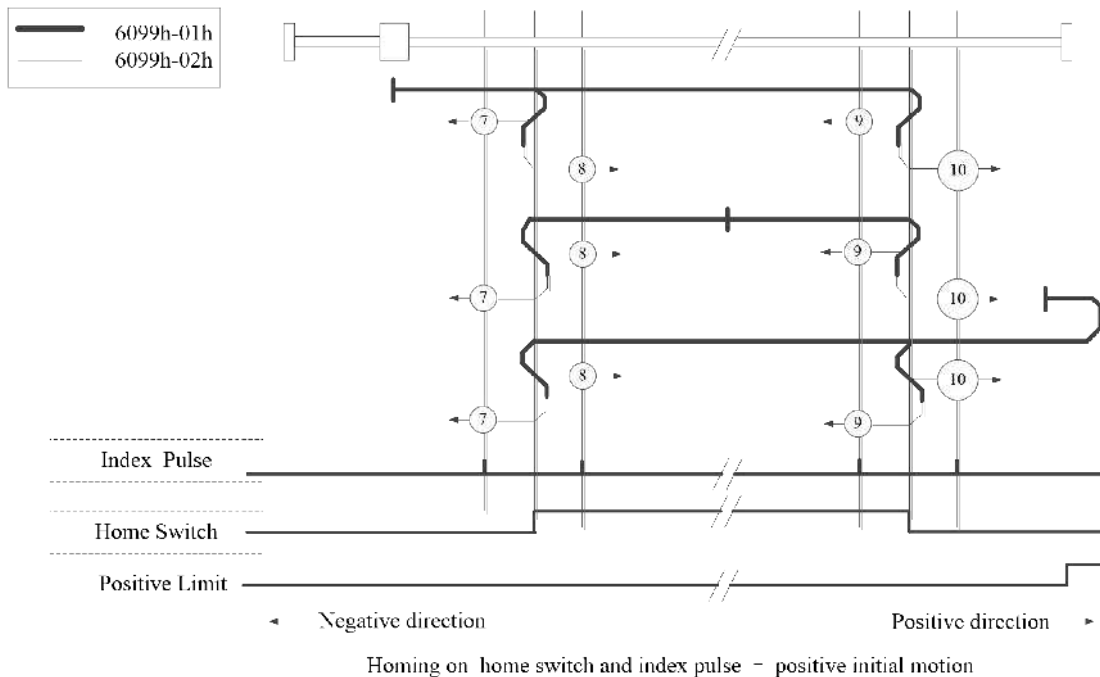 6099h-01h
6099h-02h
7
9
8
10
8
9
7
10
8
10
7
9
Index Pulse
Home Switch
Positive Limit
Negative direction
Positive direction
Homing on home switch and index pulse - positive initial motion